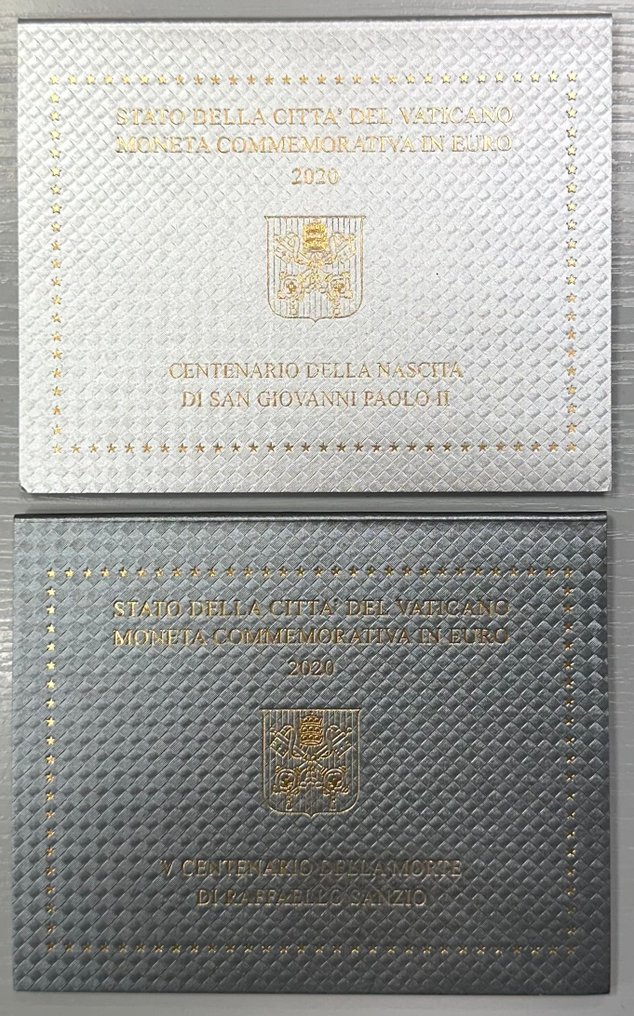 STATO DELLA CITTA' DEL VATICANO
MONETA COMMEMORATIVA IN EURO
2020
CENTENARIO DELLA NASCITA
DI SAN GIOVANNI PAOLO II
STATO DELLA CITTA' DEL VATICANO
MONETA COMMEMORATIVA IN EURO
2020
V CENTENARIO DELLA MORTE
DI RAFFAELLO SANZIO